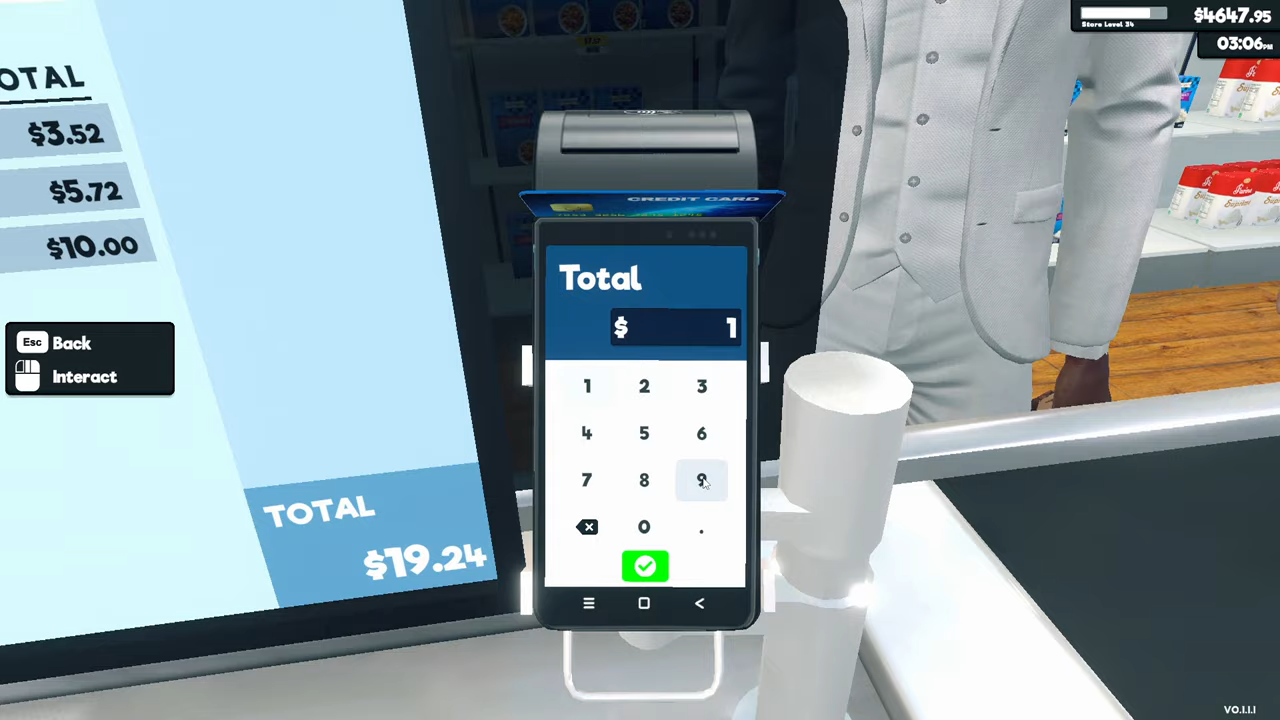 $4647.95
Store Level 34
03:06PM
OTAL
$3.52
$5.72
$10.00
CREDIT CARD
Total
$ 1
Esc Back
Interact
1 2 3
4 5 6
7 8 9
0 .
TOTAL
$19.24
V0.1.1.1